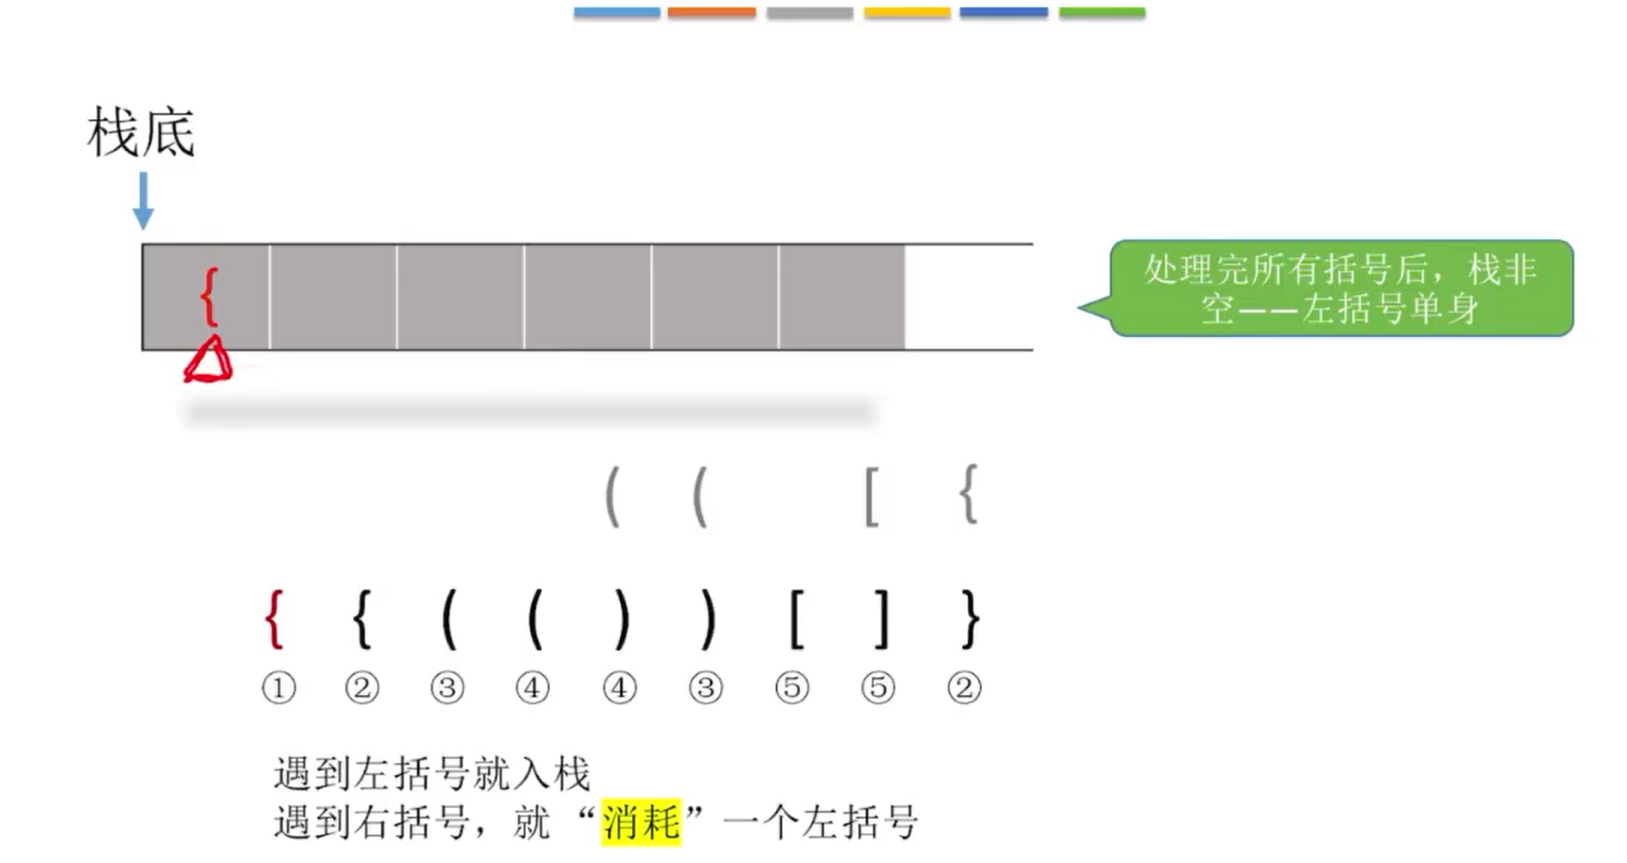 栈底
{
处理完所有括号后，栈非
空——左括号单身
( ( [ {
{ { ( ( ) ) [ ] }
① ② ③ ④ ④ ③ ⑤ ⑤ ②
遇到左括号就入栈
遇到右括号，就“消耗”一个左括号